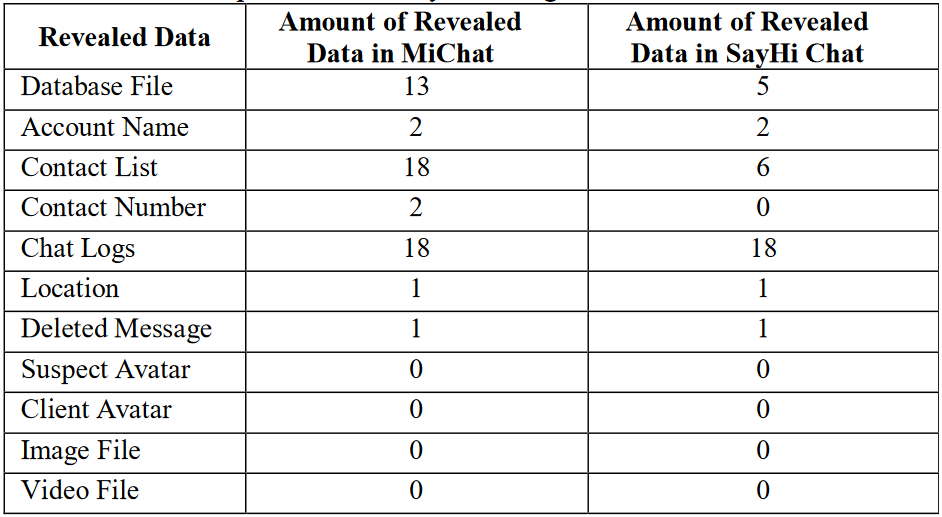 Revealed Data Amount of Revealed Data in MiChat Amount of Revealed Data in SayHi Chat
Database File 13 5
Account Name 2 2
Contact List 18 6
Contact Number 2 0
Chat Logs 18 18
Location 1 1
Deleted Message 1 1
Suspect Avatar 0 0
Client Avatar 0 0
Image File 0 0
Video File 0 0